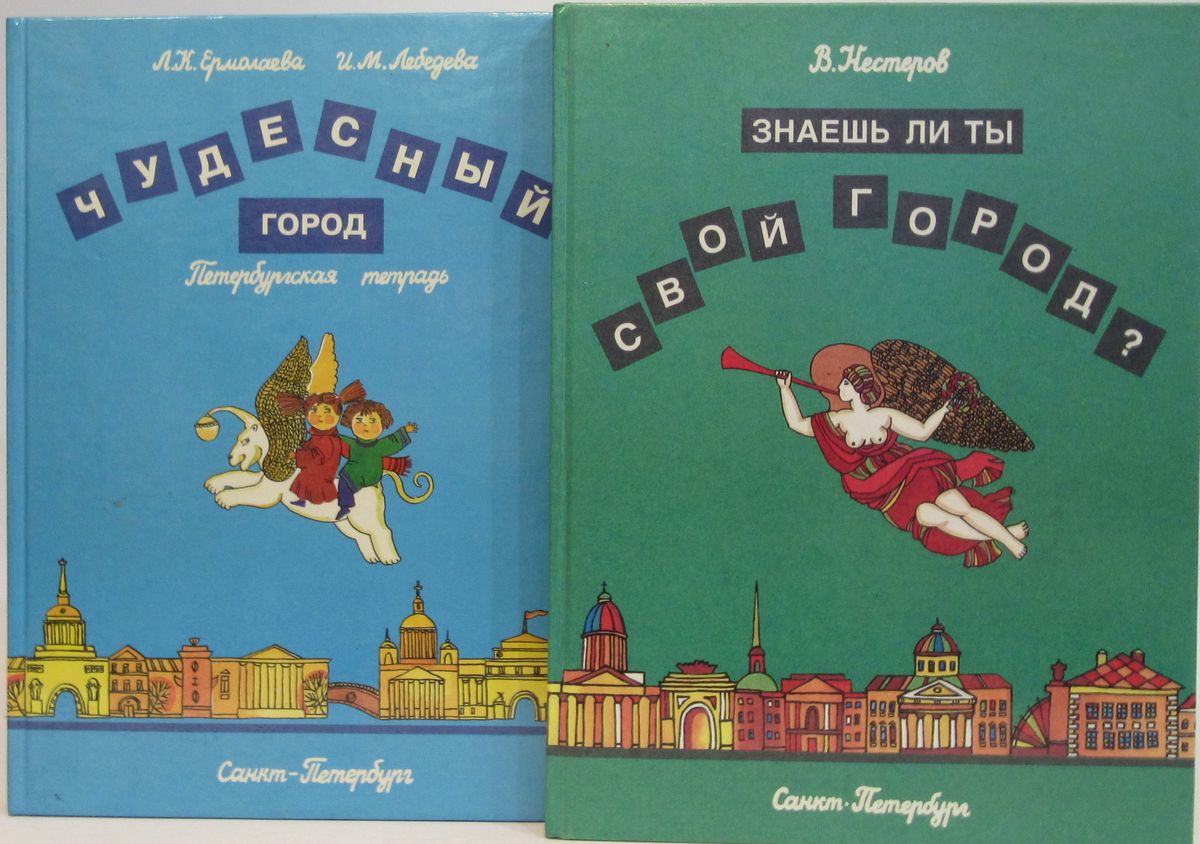 Л.К. Ермолаева И.М. Лебедева
ЧУДЕСНЫЙ
ГОРОД
Петербургская тетрадь
Санкт-Петербург
В. Нестеров
ЗНАЕШЬ ЛИ ТЫ
СВОЙ ГОРОД?
Санкт-Петербург